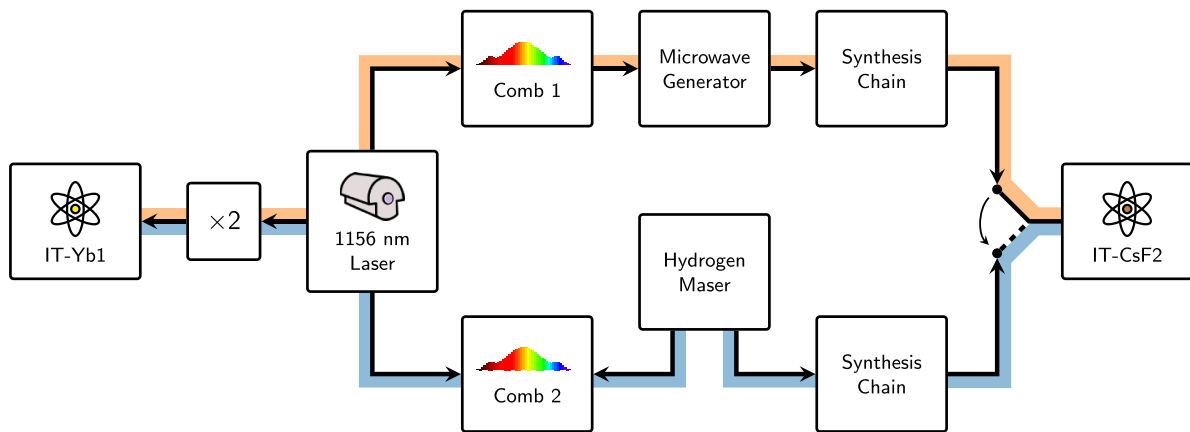 Comb 1
Microwave
Generator
Synthesis
Chain
IT-Yb1
×2
1156 nm
Laser
Hydrogen
Maser
IT-CsF2
Comb 2
Synthesis
Chain